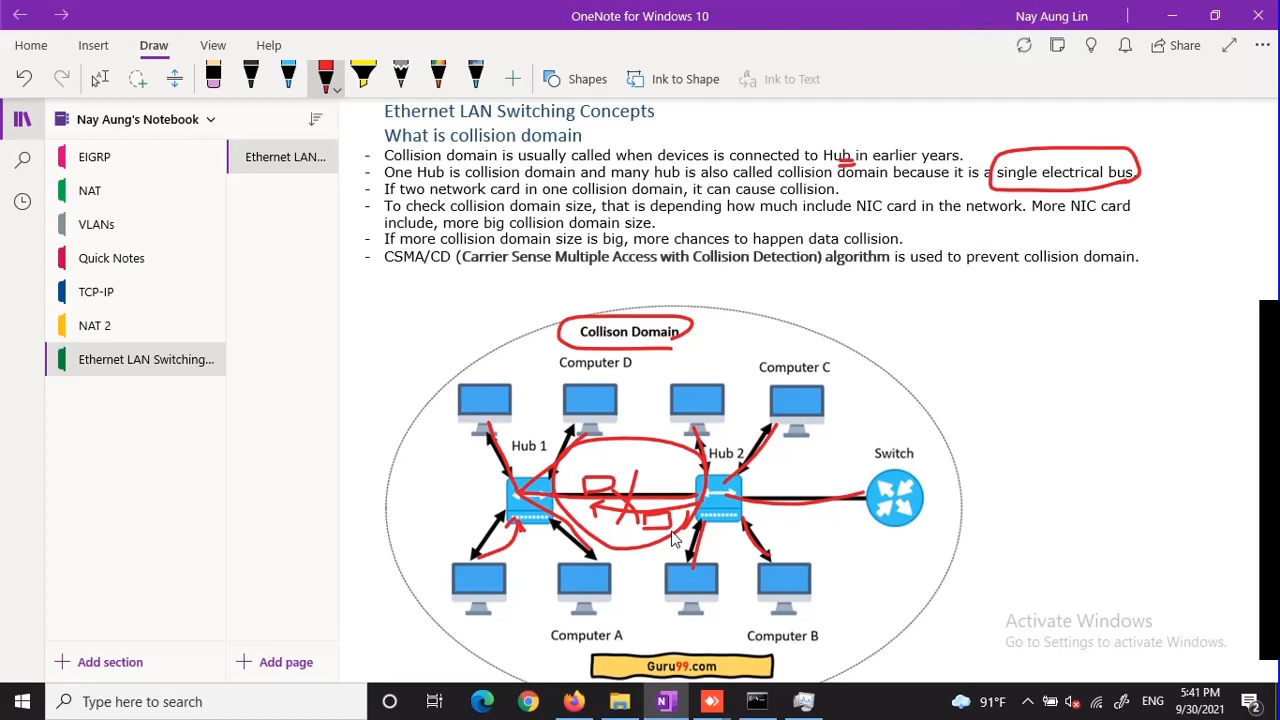 OneNote for Windows 10
Nay Aung Lin
Home
Insert
Draw
View
Help
Share
Shapes
Ink to Shape
Ink to Text
Nay Aung's Notebook
EIGRP
NAT
VLANs
Quick Notes
TCP-IP
NAT 2
Ethernet LAN Switching...
Add section
Ethernet LAN...
Add page
Ethernet LAN Switching Concepts
What is collision domain
- Collision domain is usually called when devices is connected to Hub in earlier years.
- One Hub is collision domain and many hub is also called collision domain because it is a single electrical bus.
- If two network card in one collision domain, it can cause collision.
- To check collision domain size, that is depending how much include NIC card in the network. More NIC card
include, more big collision domain size.
- If more collision domain size is big, more chances to happen data collision.
- CSMA/CD (Carrier Sense Multiple Access with Collision Detection) algorithm is used to prevent collision domain.
Collison Domain
Computer D
Computer C
Hub 1
Hub 2
Switch
Computer A
Computer B
Guru99.com
Activate Windows
Go to Settings to activate Windows.
Type here to search
91°F
ENG
3:41 PM
9/30/2021
2